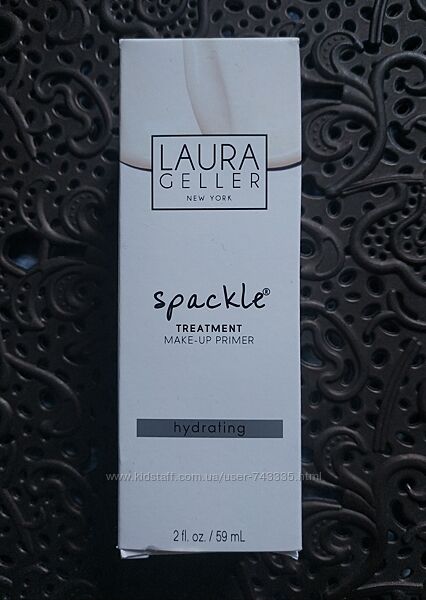 LAURA
GELLER
NEW YORK
spackle®
TREATMENT
MAKE-UP PRIMER
hydrating
www.kidstaff.com.ua/user-743335.html
2 fl. oz. / 59 mL